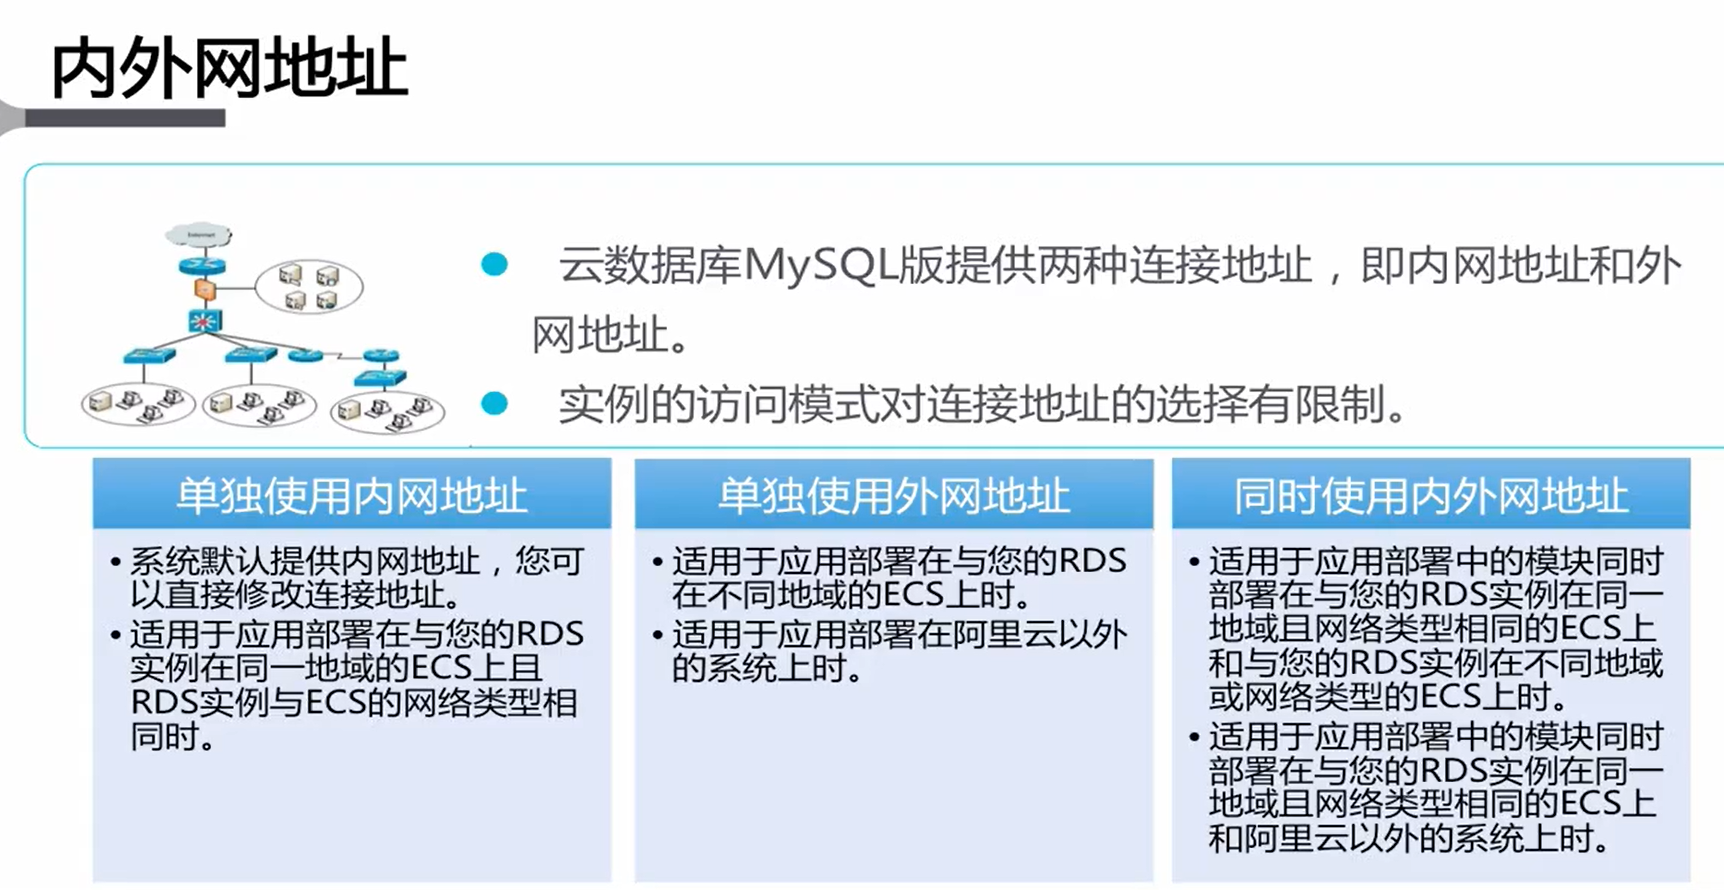 内外网地址
Internet
云数据库MySQL版提供两种连接地址，即内网地址和外
网地址。
实例的访问模式对连接地址的选择有限制。
单独使用内网地址
• 系统默认提供内网地址，您可
以直接修改连接地址。
• 适用于应用部署在与您的RDS
实例在同一地域的ECS上且
RDS实例与ECS的网络类型相
同时。
单独使用外网地址
• 适用于应用部署在与您的RDS
在不同地域的ECS上时。
• 适用于应用部署在阿里云以外
的系统上时。
同时使用内外网地址
• 适用于应用部署中的模块同时
部署在与您的RDS实例在同一
地域且网络类型相同的ECS上
和与您的RDS实例在不同地域
或网络类型的ECS上时。
• 适用于应用部署中的模块同时
部署在与您的RDS实例在同一
地域且网络类型相同的ECS上
和阿里云以外的系统上时。